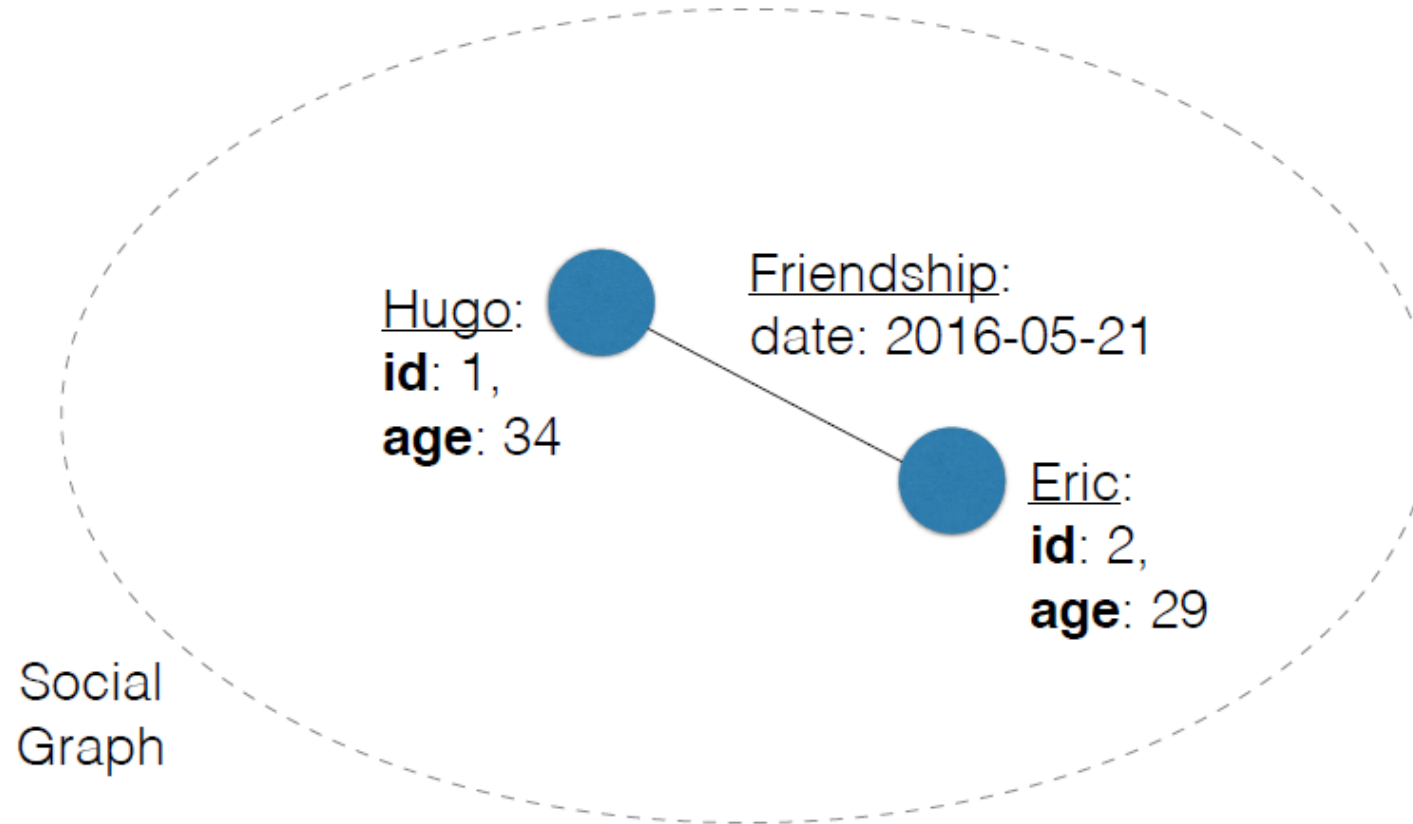 Friendship:
date: 2016-05-21
Hugo:
id: 1,
age: 34
Eric:
id: 2,
age: 29
Social
Graph